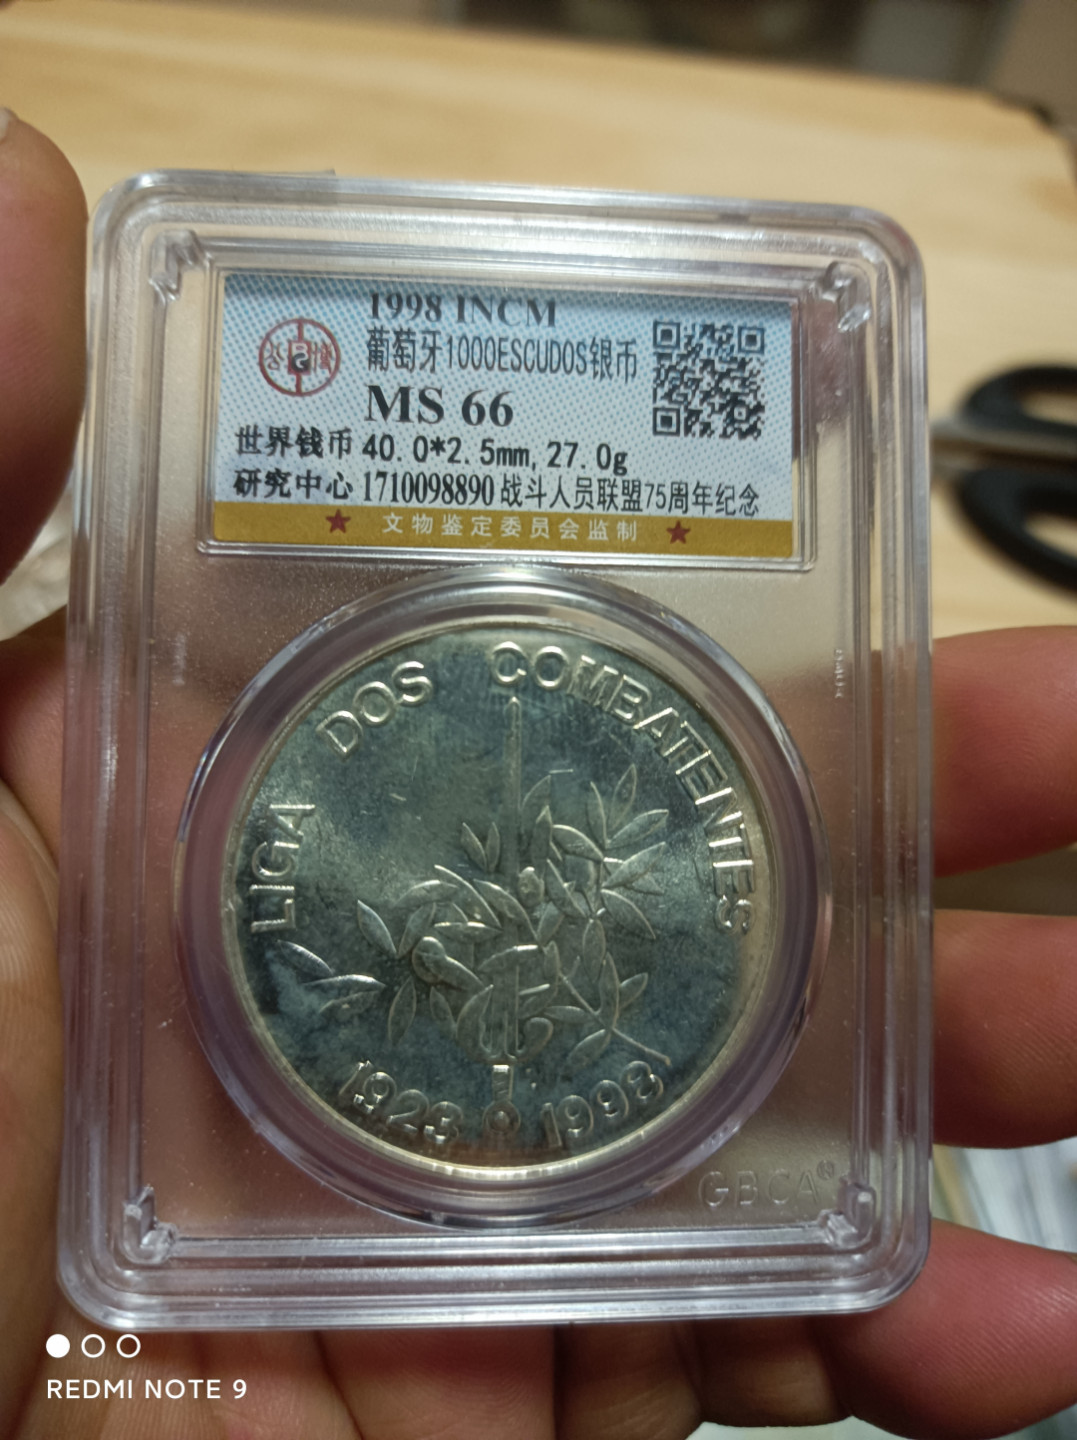 1998 INCM
葡萄牙1000ESCUDOS银币
MS 66
世界钱币 40.0*2.5mm, 27.0g
研究中心 1710098890 战斗人员联盟75周年纪念
★ 文物鉴定委员会监制 ★
LIGA DOS COMBATENTES
1923 1998
GBCA®
REDMI NOTE 9